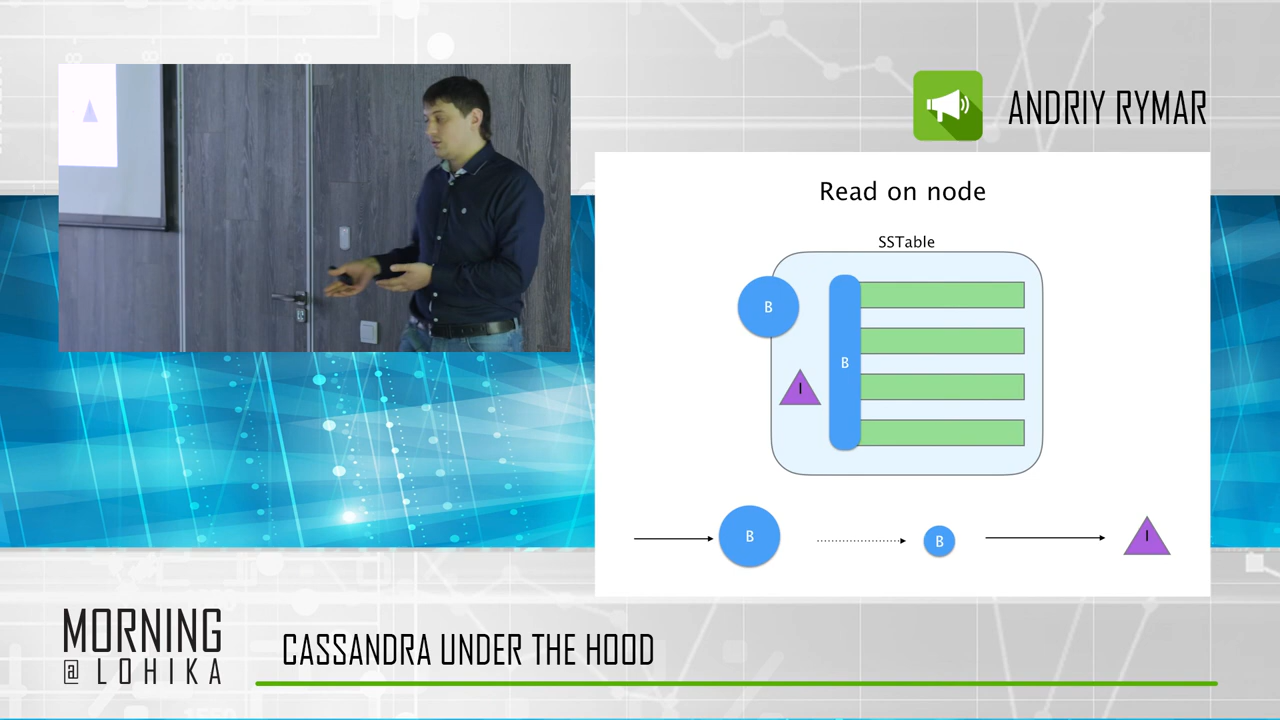 ANDRIY RYMAR
Read on node
SSTable
B
B
I
B
B
I
MORNING
@ LOHIKA
CASSANDRA UNDER THE HOOD